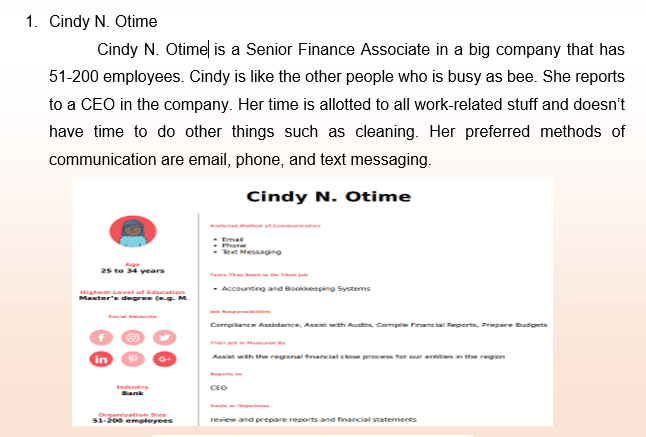 1. Cindy N. Otime
Cindy N. Otime is a Senior Finance Associate in a big company that has
51-200 employees. Cindy is like the other people who is busy as bee. She reports
to a CEO in the company. Her time is allotted to all work-related stuff and doesn't
have time to do other things such as cleaning. Her preferred methods of
communication are email, phone, and text messaging.
Cindy N. Otime
Age
25 to 34 years
Highest Level of Education
Master's degree (e.g. M
Social Networks
f
in
G+
Industry
Bank
Organization Size
51-200 employees
Preferred Method of Communication
• Email
• Phone
• Text Messaging
Tools They Need to Do Their Job
• Accounting and Bookkeeping Systems
Job Responsibilities
Compliance Assistance, Assist with Audits, Compile Financial Reports, Prepare Budgets
Their Job Is Measured By
Assist with the regional financial close process for our entities in the region
Reports to
CEO
Goals or Objectives
review and prepare reports and financial statements